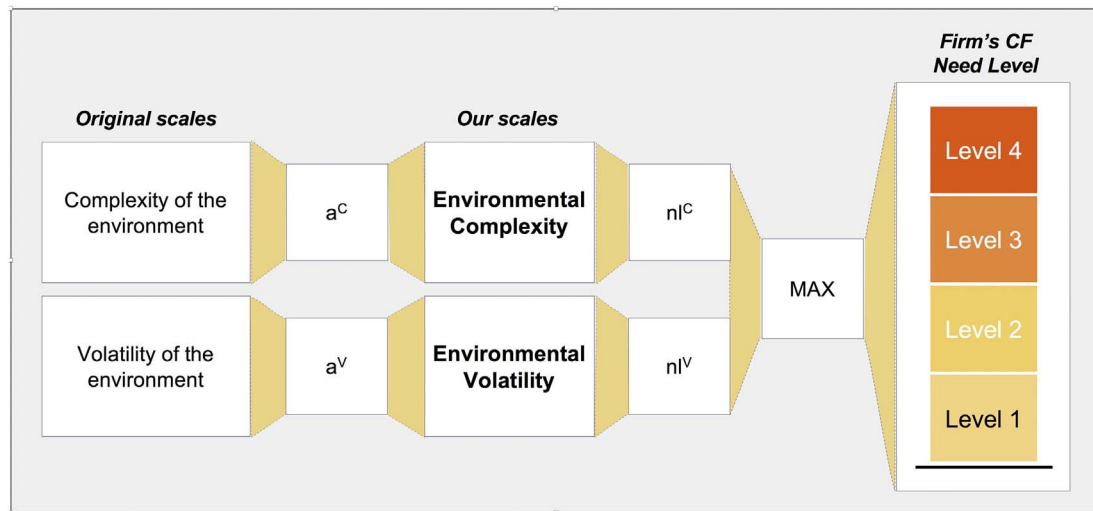 Firm's CF
Need Level
Original scales
Our scales
Complexity of the
environment
a^C
Environmental
Complexity
nl^C
Volatility of the
environment
a^V
Environmental
Volatility
nl^V
MAX
Level 4
Level 3
Level 2
Level 1